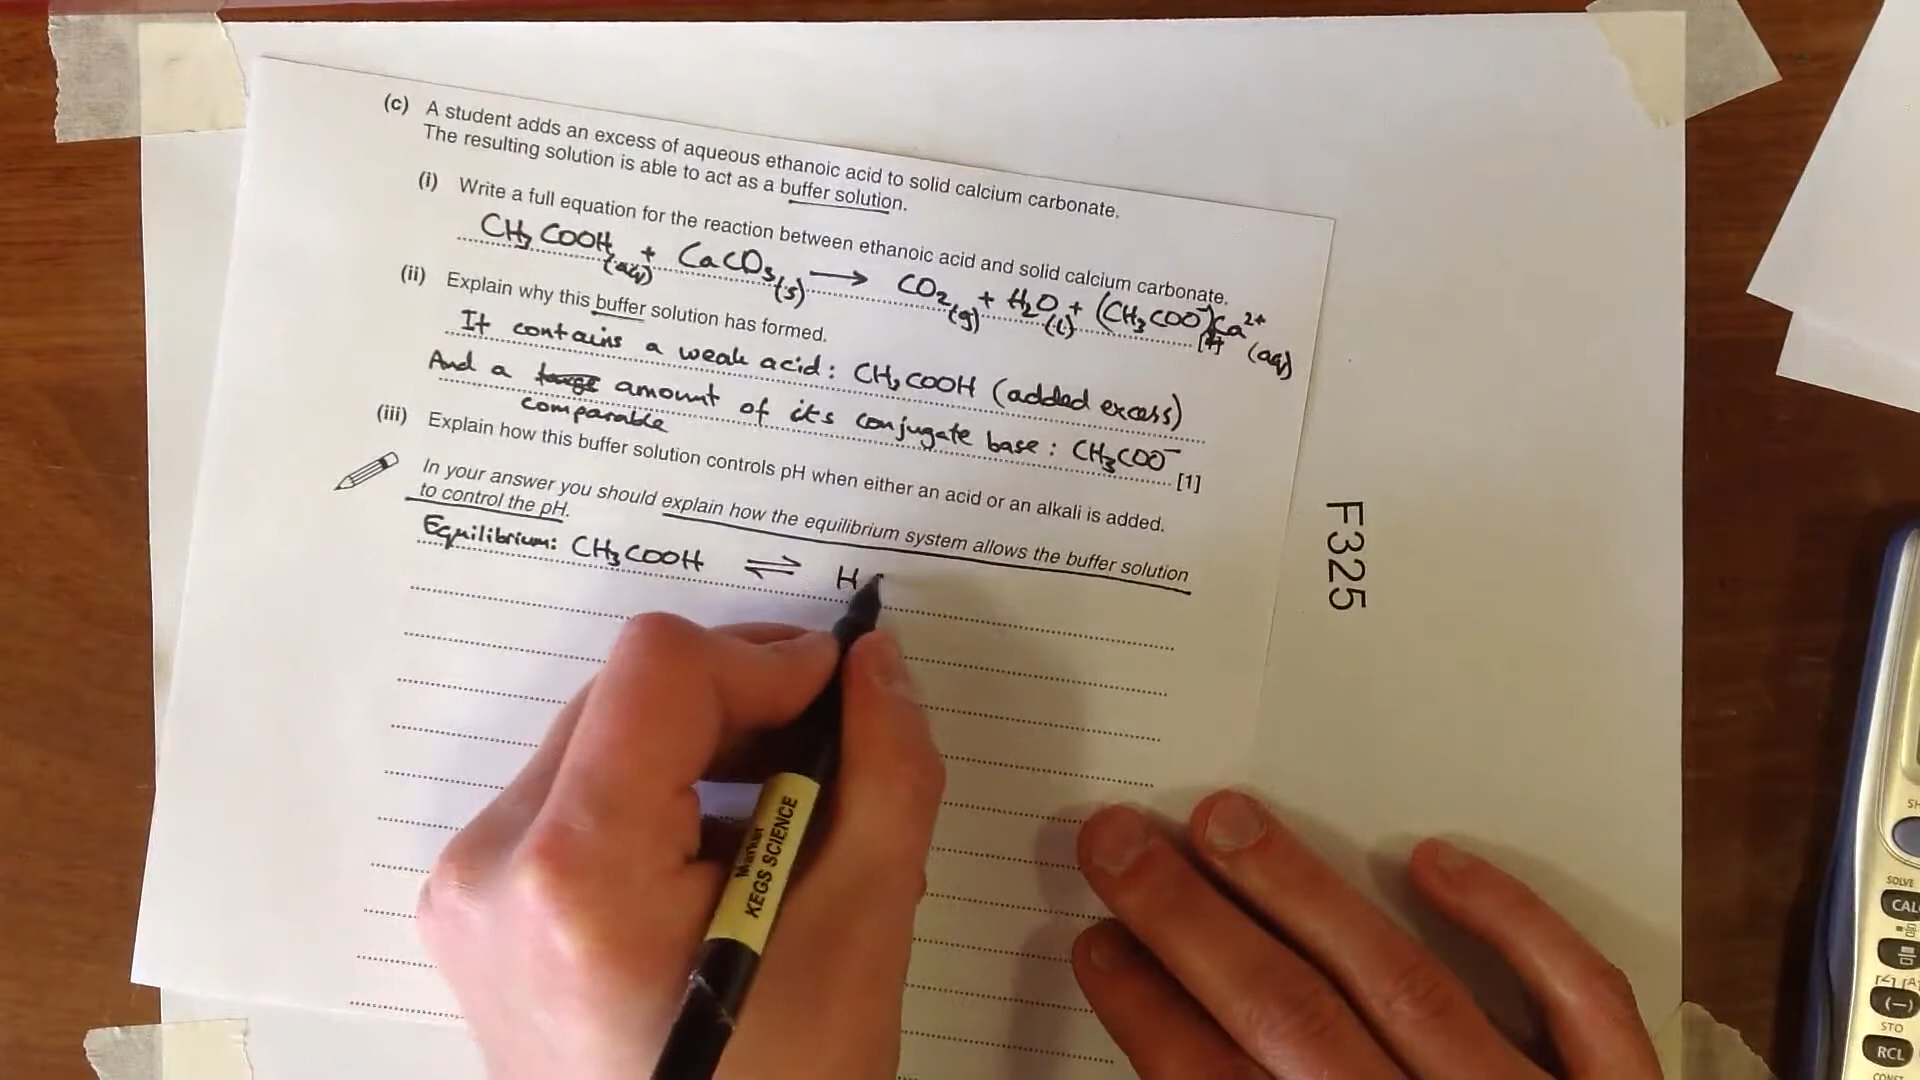 (c) A student adds an excess of aqueous ethanoic acid to solid calcium carbonate.
The resulting solution is able to act as a buffer solution.
(i) Write a full equation for the reaction between ethanoic acid and solid calcium carbonate.
CH3COOH(aq) + CaCO3(s) → CO2(g) + H2O(l) + (CH3COO⁻)Ca²⁺(aq)
(ii) Explain why this buffer solution has formed.
It contains a weak acid: CH3COOH (added excess)
And a amount of its conjugate base: CH3COO⁻
comparable
[1]
(iii) Explain how this buffer solution controls pH when either an acid or an alkali is added.
In your answer you should explain how the equilibrium system allows the buffer solution
to control the pH.
Equilibrium: CH3COOH ⇌ H
F325
Marker
KEGS SCIENCE
SOLVE
CAL
(−)
STO
RCL